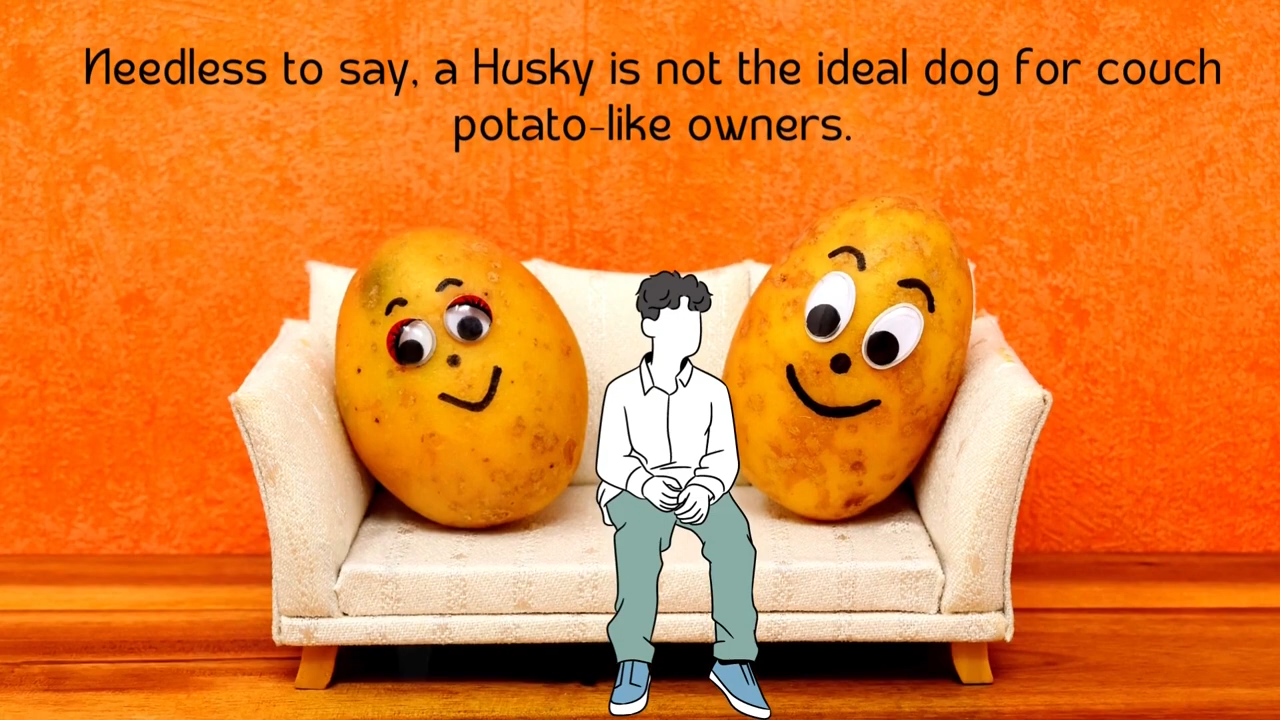 Needless to say, a Husky is not the ideal dog for couch
potato-like owners.